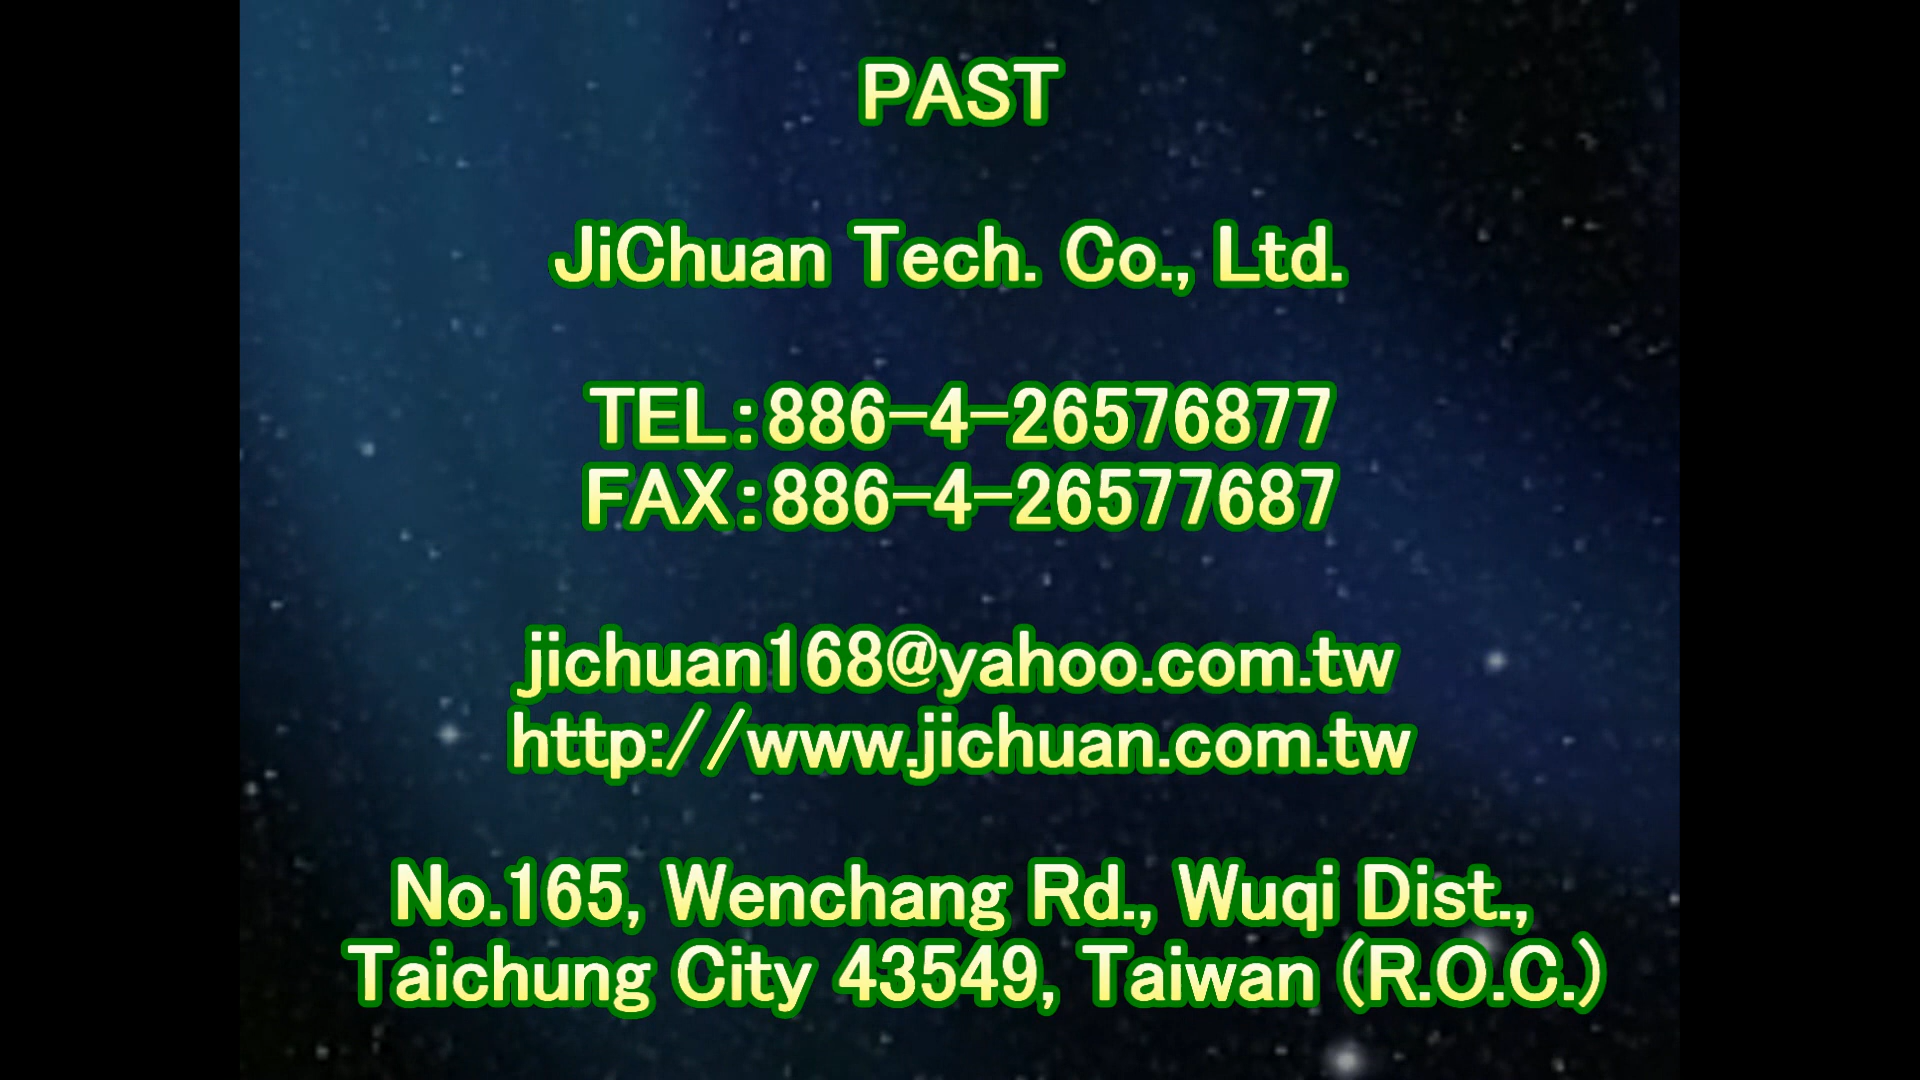 PAST
JiChuan Tech. Co., Ltd.
TEL:886-4-26576877
FAX:886-4-26577687
jichuan168@yahoo.com.tw
http://www.jichuan.com.tw
No.165, Wenchang Rd., Wuqi Dist.,
Taichung City 43549, Taiwan (R.O.C.)